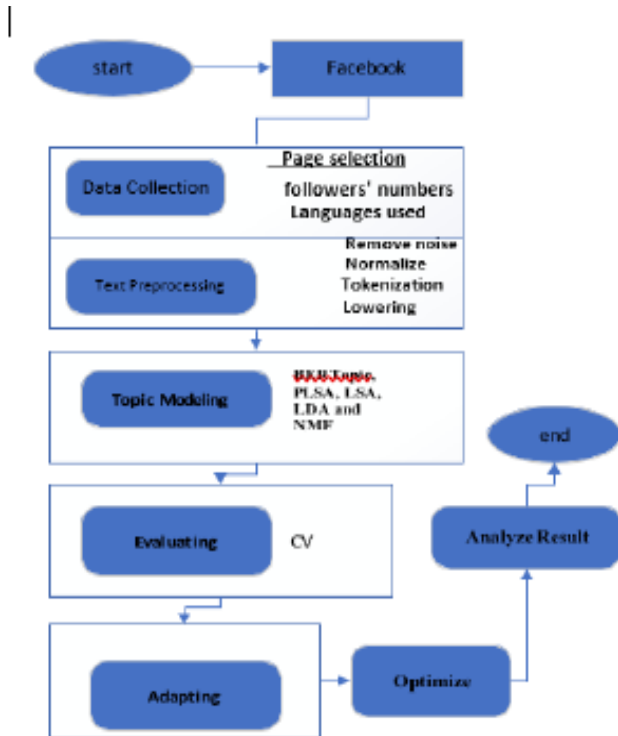 start
Facebook
Data Collection
Page selection
followers' numbers
Languages used
Text Preprocessing
Remove noise
Normalize
Tokenization
Lowering
Topic Modeling
BERTopic,
PLSA, LSA,
LDA and
NMF
end
Evaluating
CV
Analyze Result
Adapting
Optimize